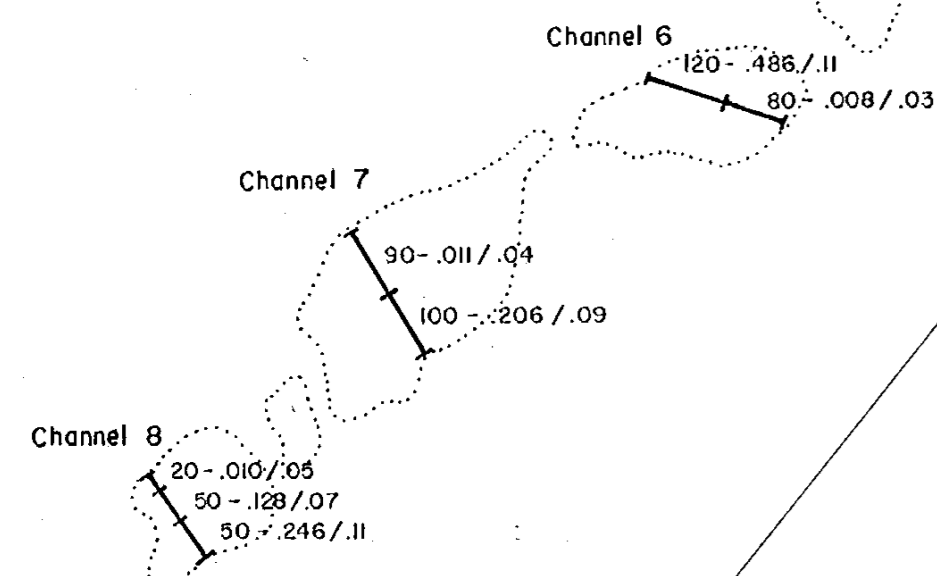 Channel 6
120 - .486/.11
80 - .008/.03
Channel 7
90 - .011/.04
100 - .206/.09
Channel 8
20 - .010/.05
50 - .128/.07
50 - .246/.11